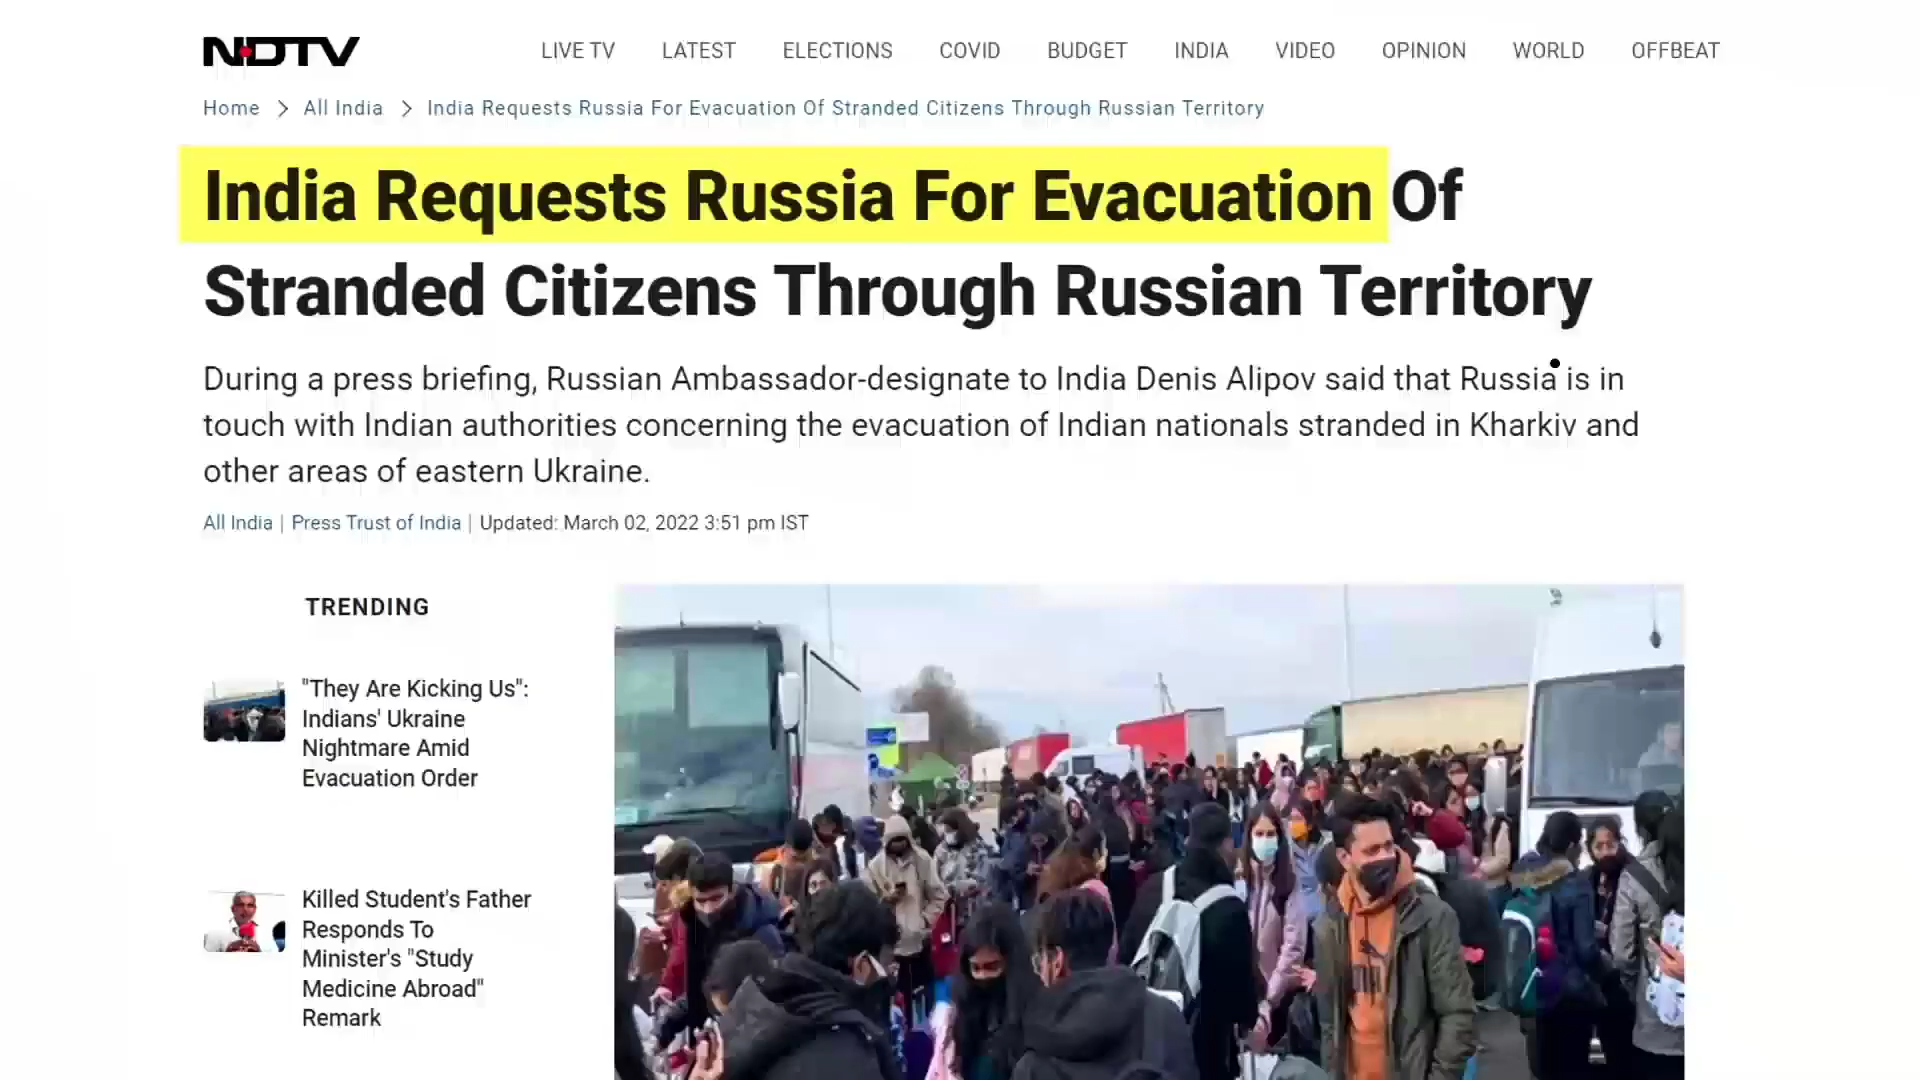 NDTV
LIVE TV LATEST ELECTIONS COVID BUDGET INDIA VIDEO OPINION WORLD OFFBEAT
Home > All India > India Requests Russia For Evacuation Of Stranded Citizens Through Russian Territory
India Requests Russia For Evacuation Of
Stranded Citizens Through Russian Territory
During a press briefing, Russian Ambassador-designate to India Denis Alipov said that Russia is in
touch with Indian authorities concerning the evacuation of Indian nationals stranded in Kharkiv and
other areas of eastern Ukraine.
All India | Press Trust of India | Updated: March 02, 2022 3:51 pm IST
TRENDING
"They Are Kicking Us":
Indians' Ukraine
Nightmare Amid
Evacuation Order
Killed Student's Father
Responds To
Minister's "Study
Medicine Abroad"
Remark